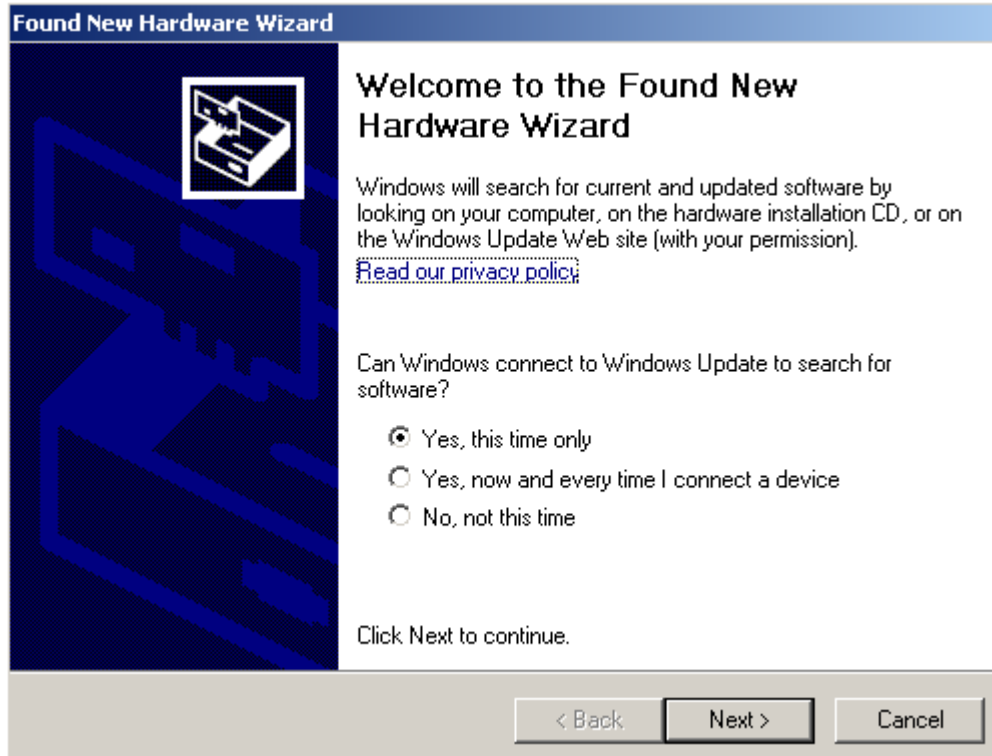 Found New Hardware Wizard
Welcome to the Found New
Hardware Wizard
Windows will search for current and updated software by
looking on your computer, on the hardware installation CD, or on
the Windows Update Web site (with your permission).
Read our privacy policy
Can Windows connect to Windows Update to search for
software?
Yes, this time only
Yes, now and every time I connect a device
No, not this time
Click Next to continue.
< Back
Next >
Cancel